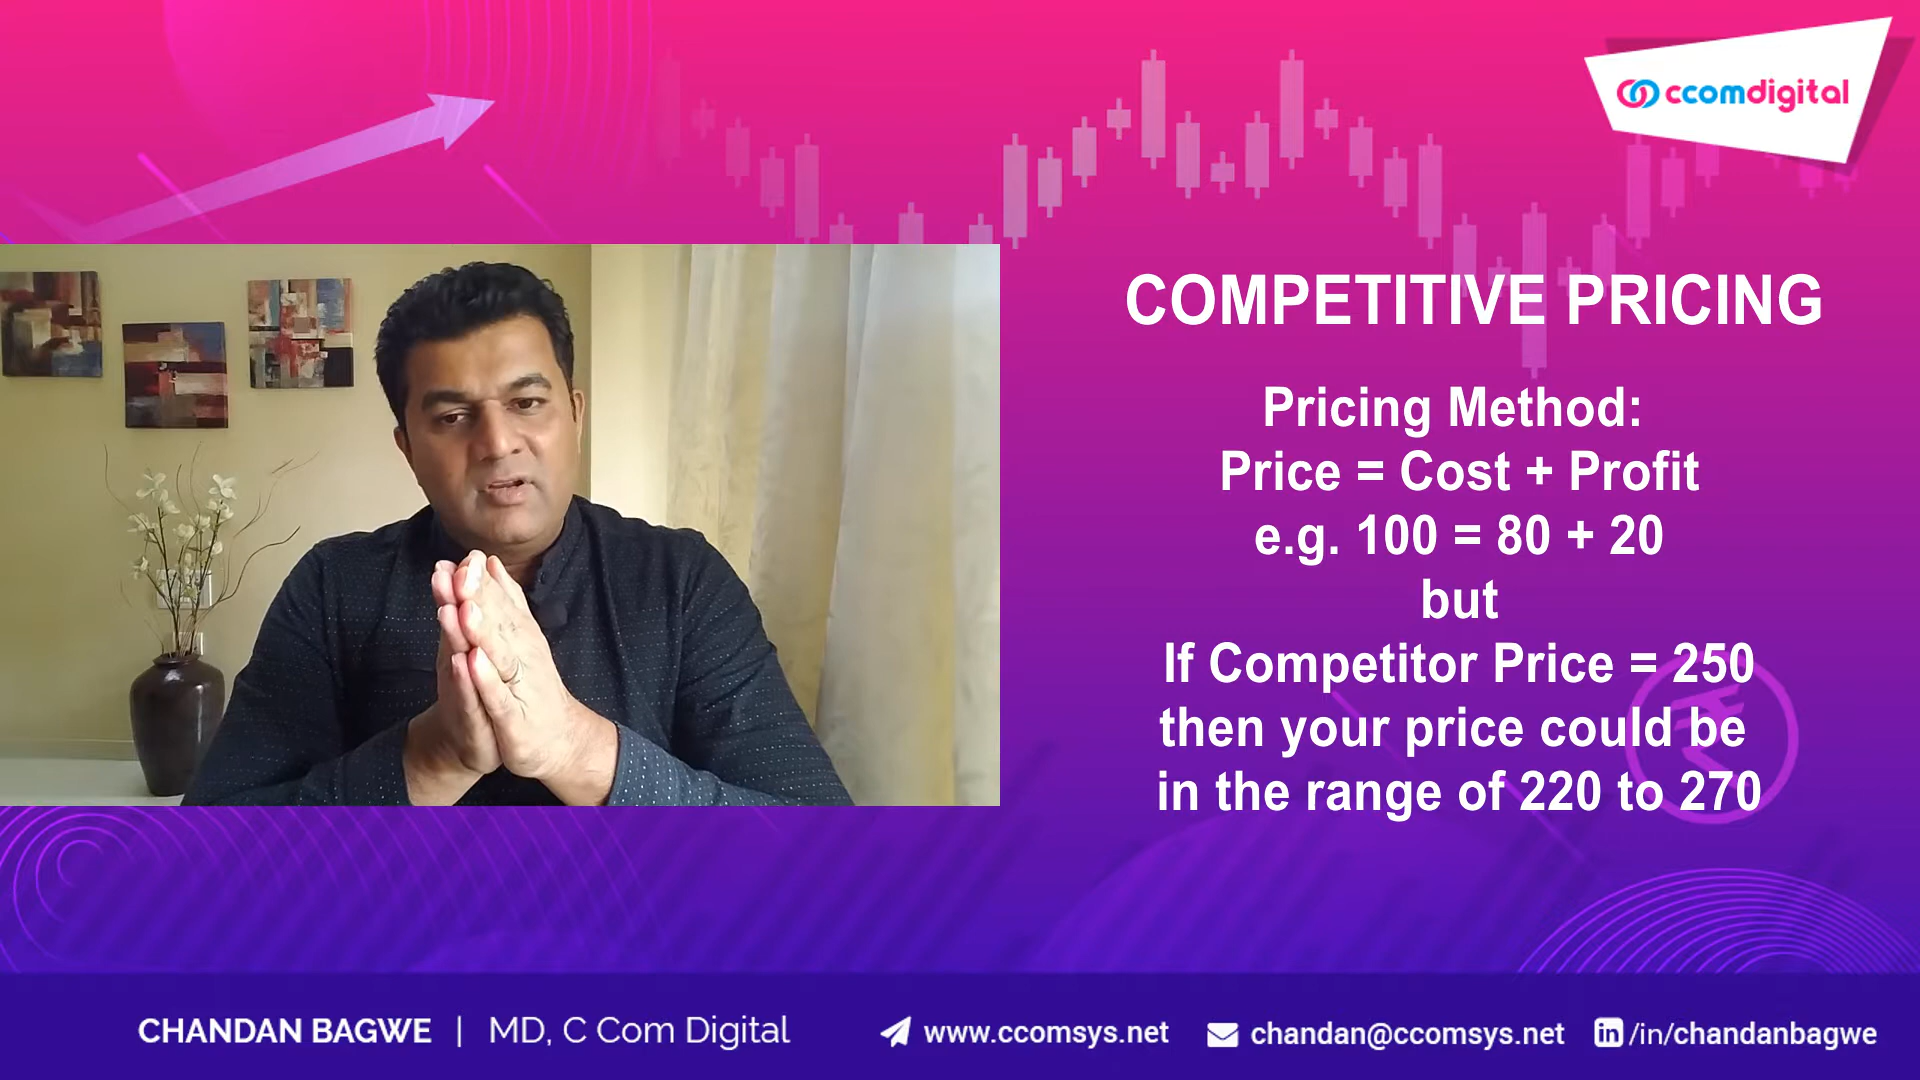 ccomdigital
COMPETITIVE PRICING
Pricing Method:
Price = Cost + Profit
e.g. 100 = 80 + 20
but
If Competitor Price = 250
then your price could be
in the range of 220 to 270
CHANDAN BAGWE | MD, C Com Digital
www.ccomsys.net
chandan@ccomsys.net
in /in/chandanbagwe